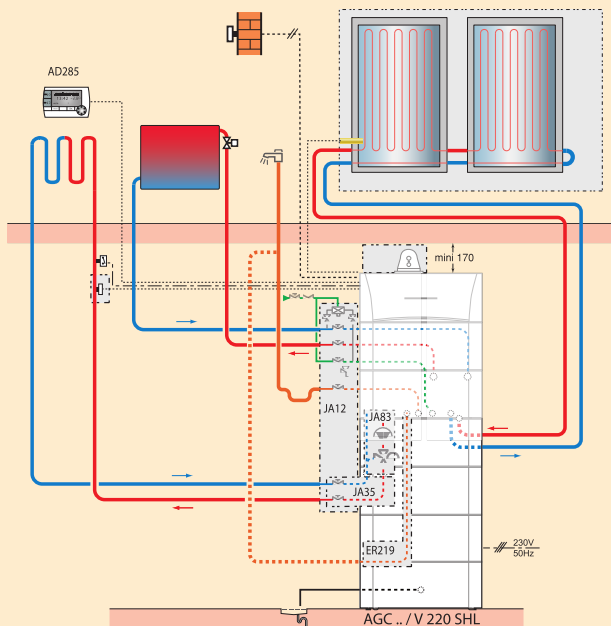 AD285
mini 170
JA12
JA83
JA35
ER219
230V
50Hz
AGC .. / V 220 SHL